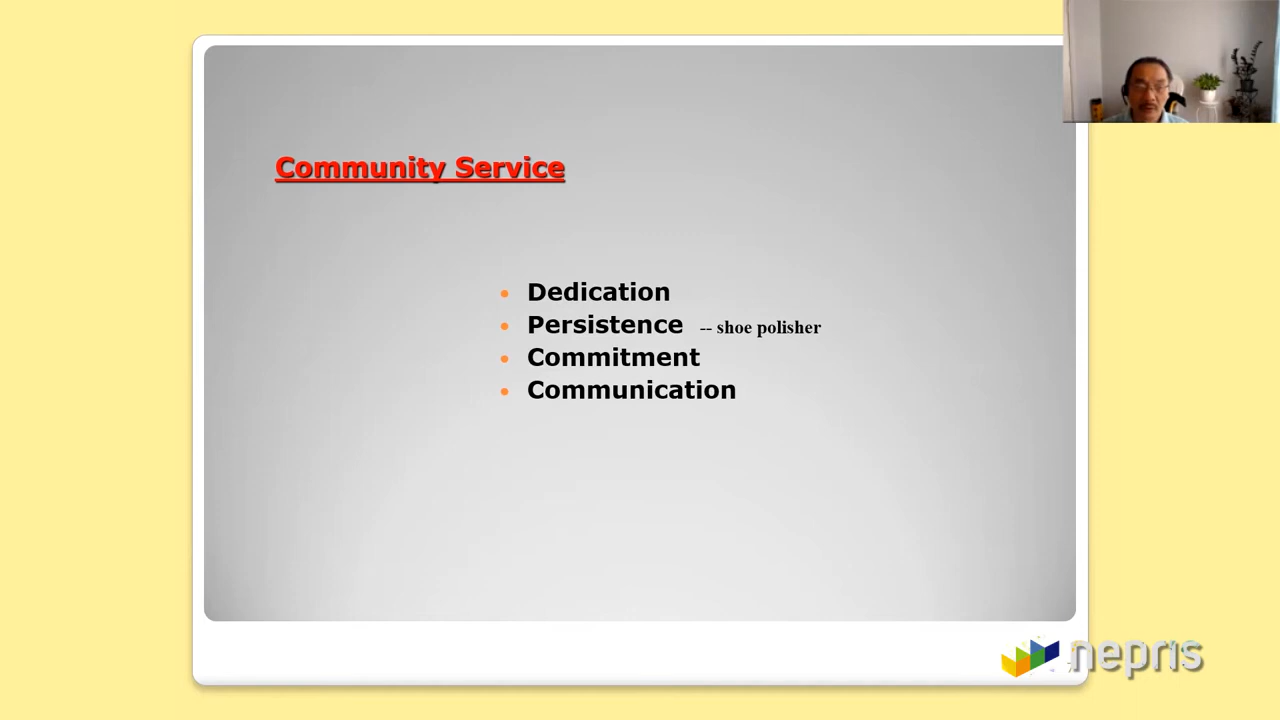 Community Service
Dedication
Persistence -- shoe polisher
Commitment
Communication
nepris